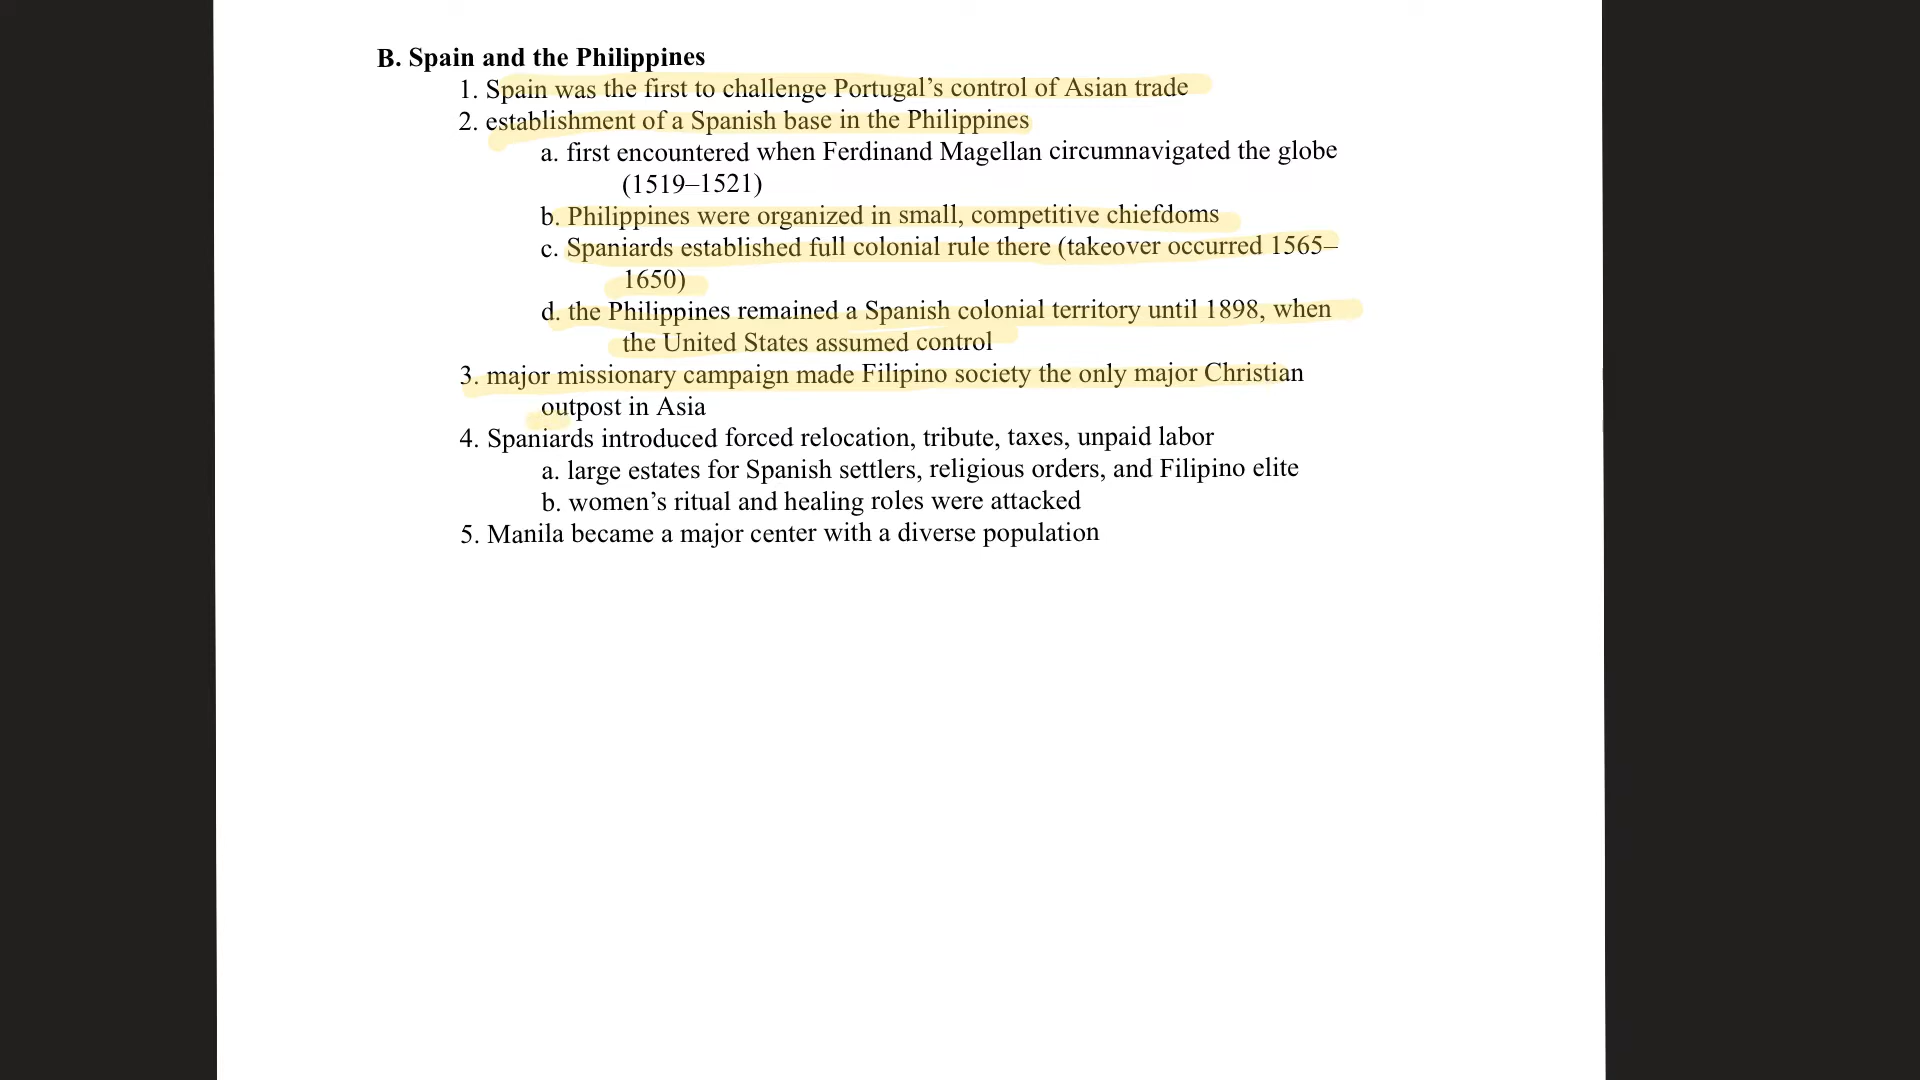 B. Spain and the Philippines
1. Spain was the first to challenge Portugal’s control of Asian trade
2. establishment of a Spanish base in the Philippines
a. first encountered when Ferdinand Magellan circumnavigated the globe
(1519–1521)
b. Philippines were organized in small, competitive chiefdoms
c. Spaniards established full colonial rule there (takeover occurred 1565–
1650)
d. the Philippines remained a Spanish colonial territory until 1898, when
the United States assumed control
3. major missionary campaign made Filipino society the only major Christian
outpost in Asia
4. Spaniards introduced forced relocation, tribute, taxes, unpaid labor
a. large estates for Spanish settlers, religious orders, and Filipino elite
b. women’s ritual and healing roles were attacked
5. Manila became a major center with a diverse population